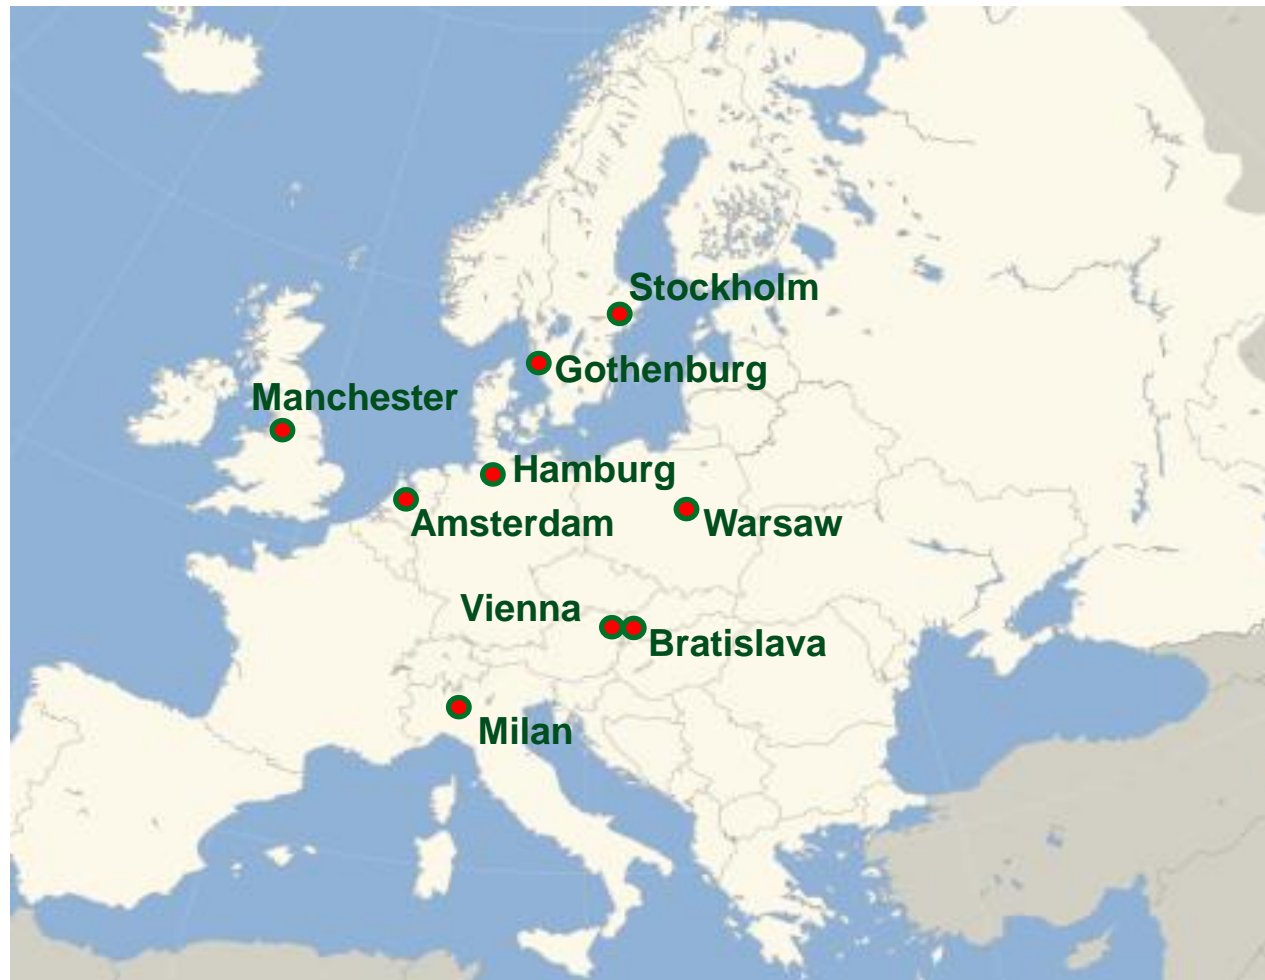 Stockholm
Gothenburg
Manchester
Hamburg
Amsterdam
Warsaw
Vienna
Bratislava
Milan